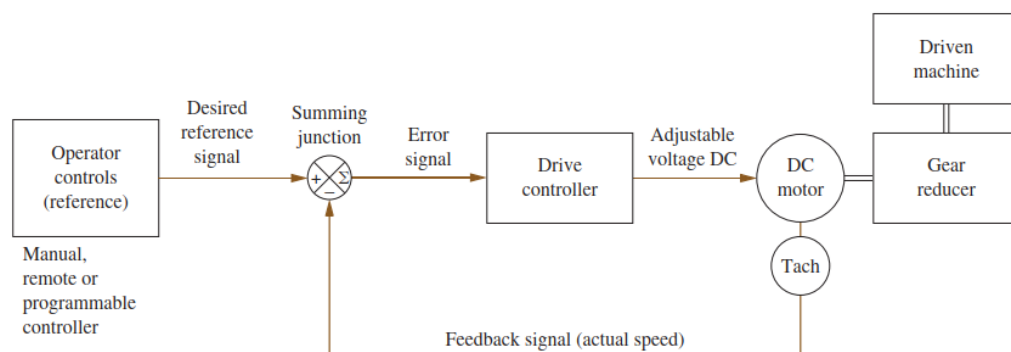 Driven
machine
Desired
reference
signal
Summing
junction
Error
signal
Adjustable
voltage DC
Operator
controls
(reference)
+
Σ
−
Drive
controller
DC
motor
Gear
reducer
Manual,
remote or
programmable
controller
Tach
Feedback signal (actual speed)